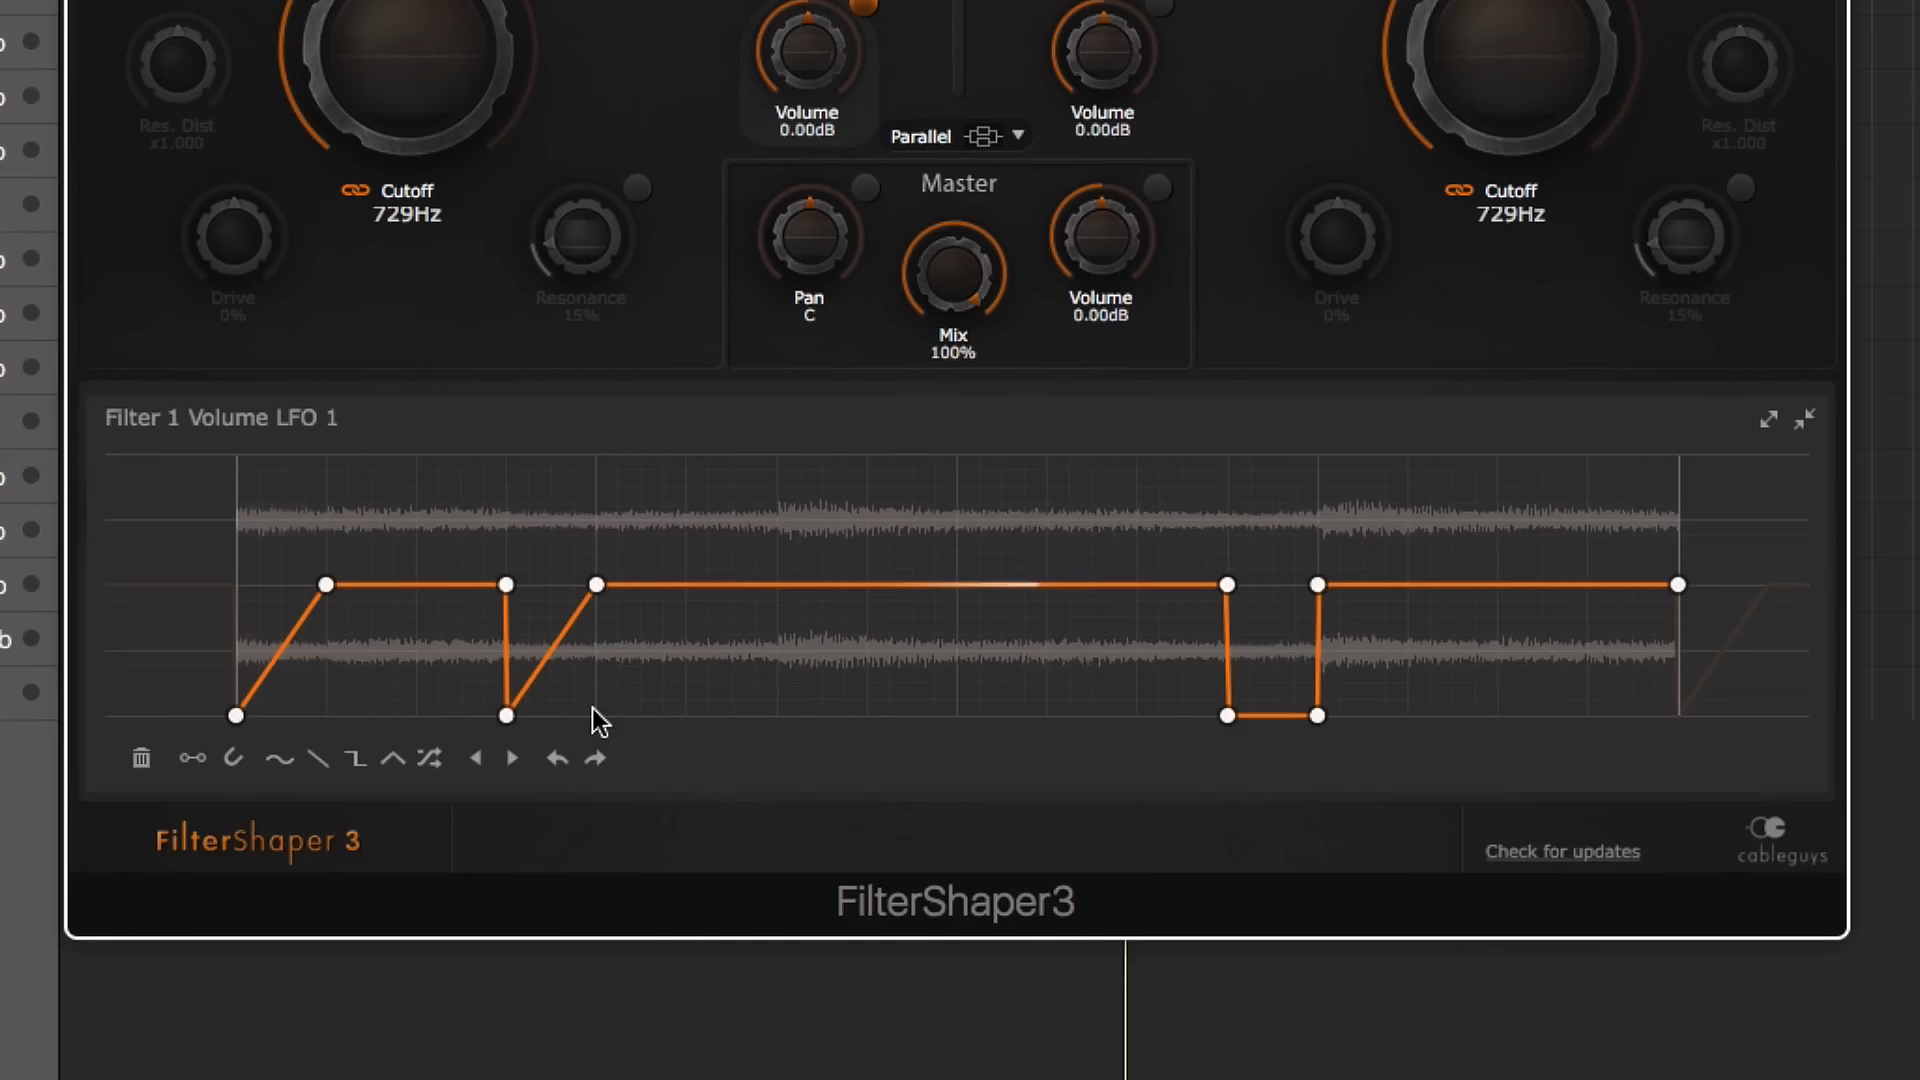 Res. Dist
x1.000
Cutoff
729Hz
Drive
0%
Resonance
15%
Volume
0.00dB
Parallel
Volume
0.00dB
Master
Pan
C
Mix
100%
Volume
0.00dB
Cutoff
729Hz
Res. Dist
x1.000
Drive
0%
Resonance
15%
Filter 1 Volume LFO 1
FilterShaper 3
Check for updates
cableguys
FilterShaper3
b